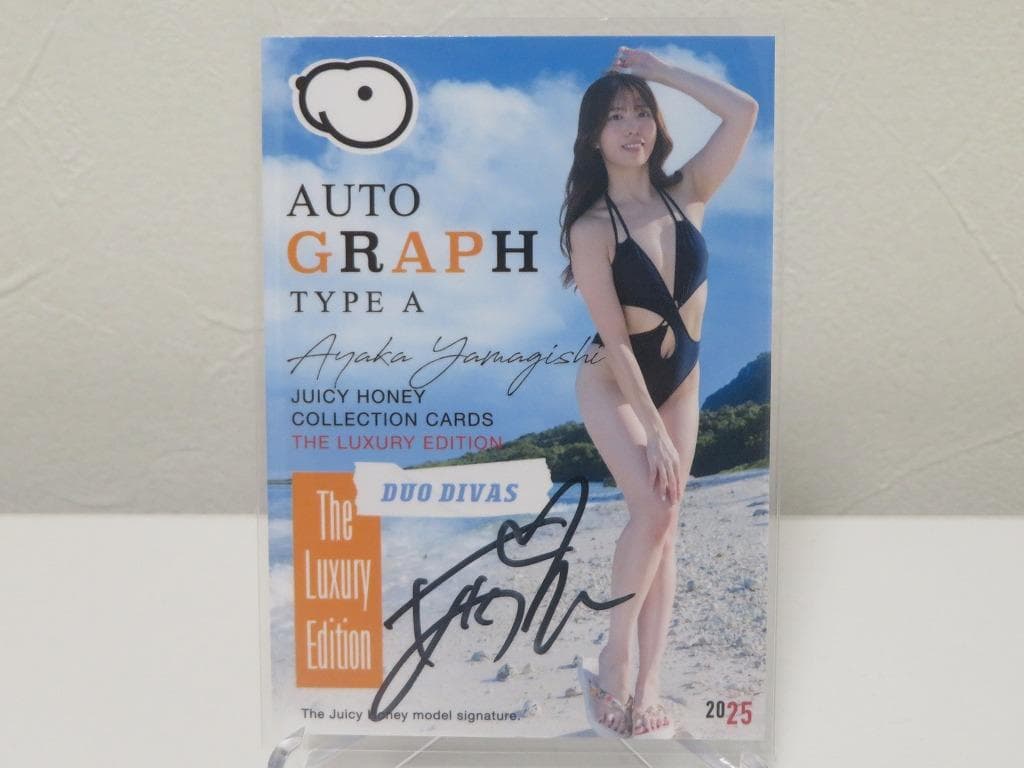 AUTO
GRAPH
TYPE A
Ayaka Yamagishi
JUICY HONEY
COLLECTION CARDS
THE LUXURY EDITION
DUO DIVAS
The
Luxury
Edition
The Juicy Honey model signature.
2025